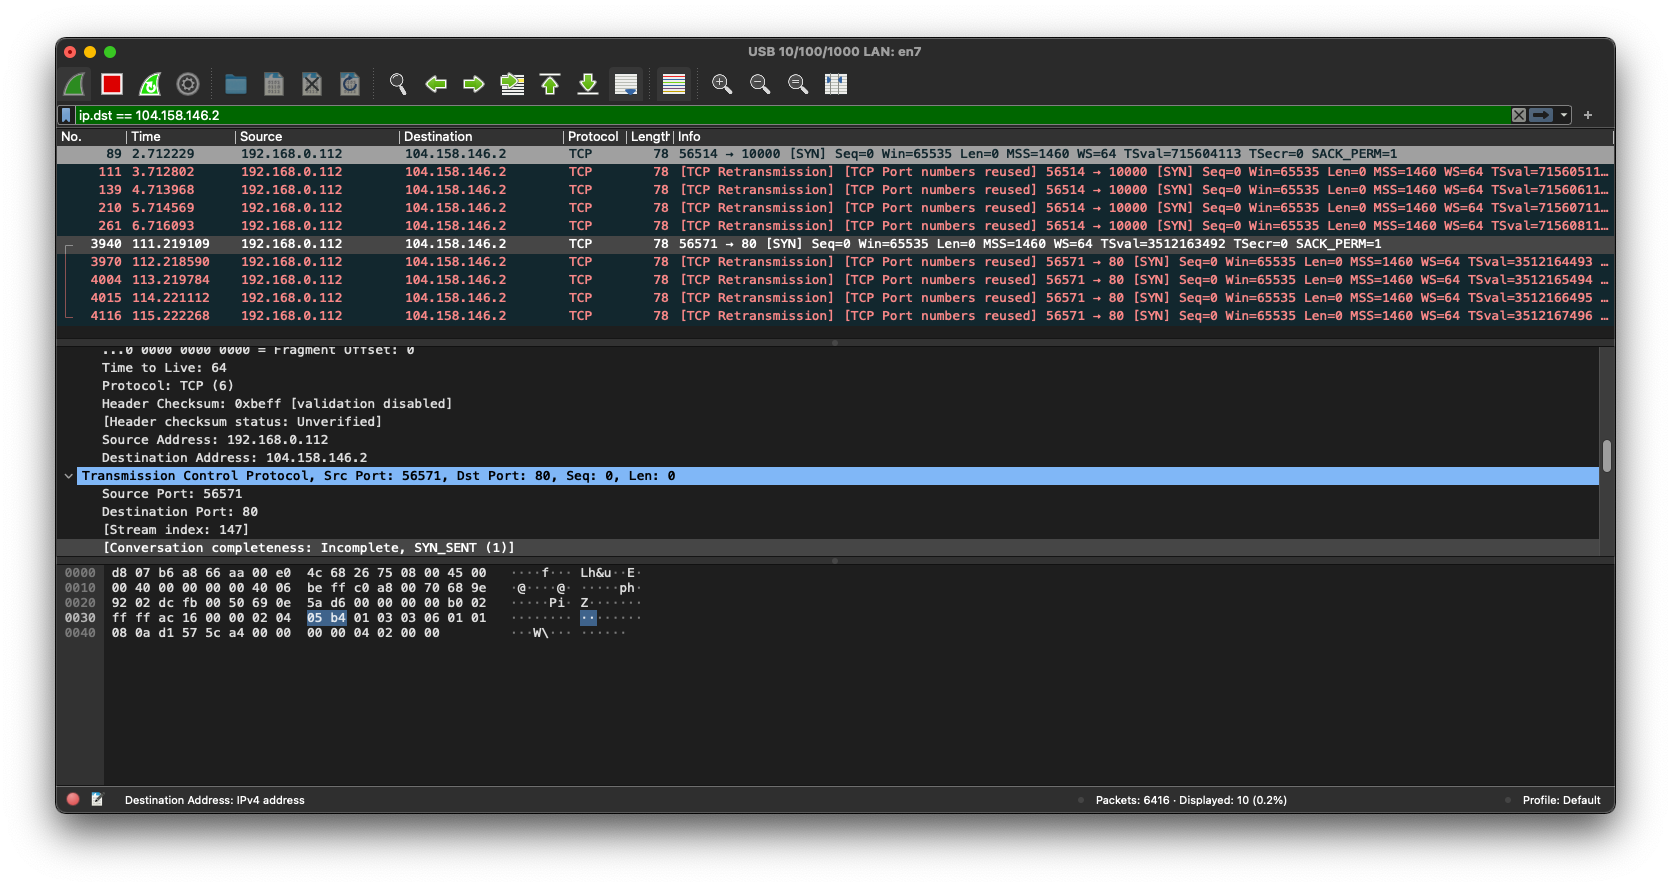 USB 10/100/1000 LAN: en7
ip.dst == 104.158.146.2
No. Time Source Destination Protocol Length Info
89 2.712229 192.168.0.112 104.158.146.2 TCP 78 56514 → 10000 [SYN] Seq=0 Win=65535 Len=0 MSS=1460 WS=64 TSval=715604113 TSecr=0 SACK_PERM=1
111 3.712802 192.168.0.112 104.158.146.2 TCP 78 [TCP Retransmission] [TCP Port numbers reused] 56514 → 10000 [SYN] Seq=0 Win=65535 Len=0 MSS=1460 WS=64 TSval=71560511…
139 4.713968 192.168.0.112 104.158.146.2 TCP 78 [TCP Retransmission] [TCP Port numbers reused] 56514 → 10000 [SYN] Seq=0 Win=65535 Len=0 MSS=1460 WS=64 TSval=71560611…
210 5.714569 192.168.0.112 104.158.146.2 TCP 78 [TCP Retransmission] [TCP Port numbers reused] 56514 → 10000 [SYN] Seq=0 Win=65535 Len=0 MSS=1460 WS=64 TSval=71560711…
261 6.716093 192.168.0.112 104.158.146.2 TCP 78 [TCP Retransmission] [TCP Port numbers reused] 56514 → 10000 [SYN] Seq=0 Win=65535 Len=0 MSS=1460 WS=64 TSval=71560811…
3940 111.219109 192.168.0.112 104.158.146.2 TCP 78 56571 → 80 [SYN] Seq=0 Win=65535 Len=0 MSS=1460 WS=64 TSval=3512163492 TSecr=0 SACK_PERM=1
3970 112.218590 192.168.0.112 104.158.146.2 TCP 78 [TCP Retransmission] [TCP Port numbers reused] 56571 → 80 [SYN] Seq=0 Win=65535 Len=0 MSS=1460 WS=64 TSval=3512164493 …
4004 113.219784 192.168.0.112 104.158.146.2 TCP 78 [TCP Retransmission] [TCP Port numbers reused] 56571 → 80 [SYN] Seq=0 Win=65535 Len=0 MSS=1460 WS=64 TSval=3512165494 …
4015 114.221112 192.168.0.112 104.158.146.2 TCP 78 [TCP Retransmission] [TCP Port numbers reused] 56571 → 80 [SYN] Seq=0 Win=65535 Len=0 MSS=1460 WS=64 TSval=3512166495 …
4116 115.222268 192.168.0.112 104.158.146.2 TCP 78 [TCP Retransmission] [TCP Port numbers reused] 56571 → 80 [SYN] Seq=0 Win=65535 Len=0 MSS=1460 WS=64 TSval=3512167496 …
...0 0000 0000 0000 = Fragment Offset: 0
Time to Live: 64
Protocol: TCP (6)
Header Checksum: 0xbeff [validation disabled]
[Header checksum status: Unverified]
Source Address: 192.168.0.112
Destination Address: 104.158.146.2
Transmission Control Protocol, Src Port: 56571, Dst Port: 80, Seq: 0, Len: 0
Source Port: 56571
Destination Port: 80
[Stream index: 147]
[Conversation completeness: Incomplete, SYN_SENT (1)]
0000 d8 07 b6 a8 66 aa 00 e0 4c 68 26 75 08 00 45 00 ····f··· Lh&u··E·
0010 00 40 00 00 00 00 40 06 be ff c0 a8 00 70 68 9e ·@····@· ·····ph·
0020 92 02 dc fb 00 50 69 0e 5a d6 00 00 00 00 b0 02 ·····Pi· Z·······
0030 ff ff ac 16 00 00 02 04 05 b4 01 03 03 06 01 01 ········ ········
0040 08 0a d1 57 5c a4 00 00 00 00 04 02 00 00 ···W\··· ······
Destination Address: IPv4 address
Packets: 6416 · Displayed: 10 (0.2%)
Profile: Default